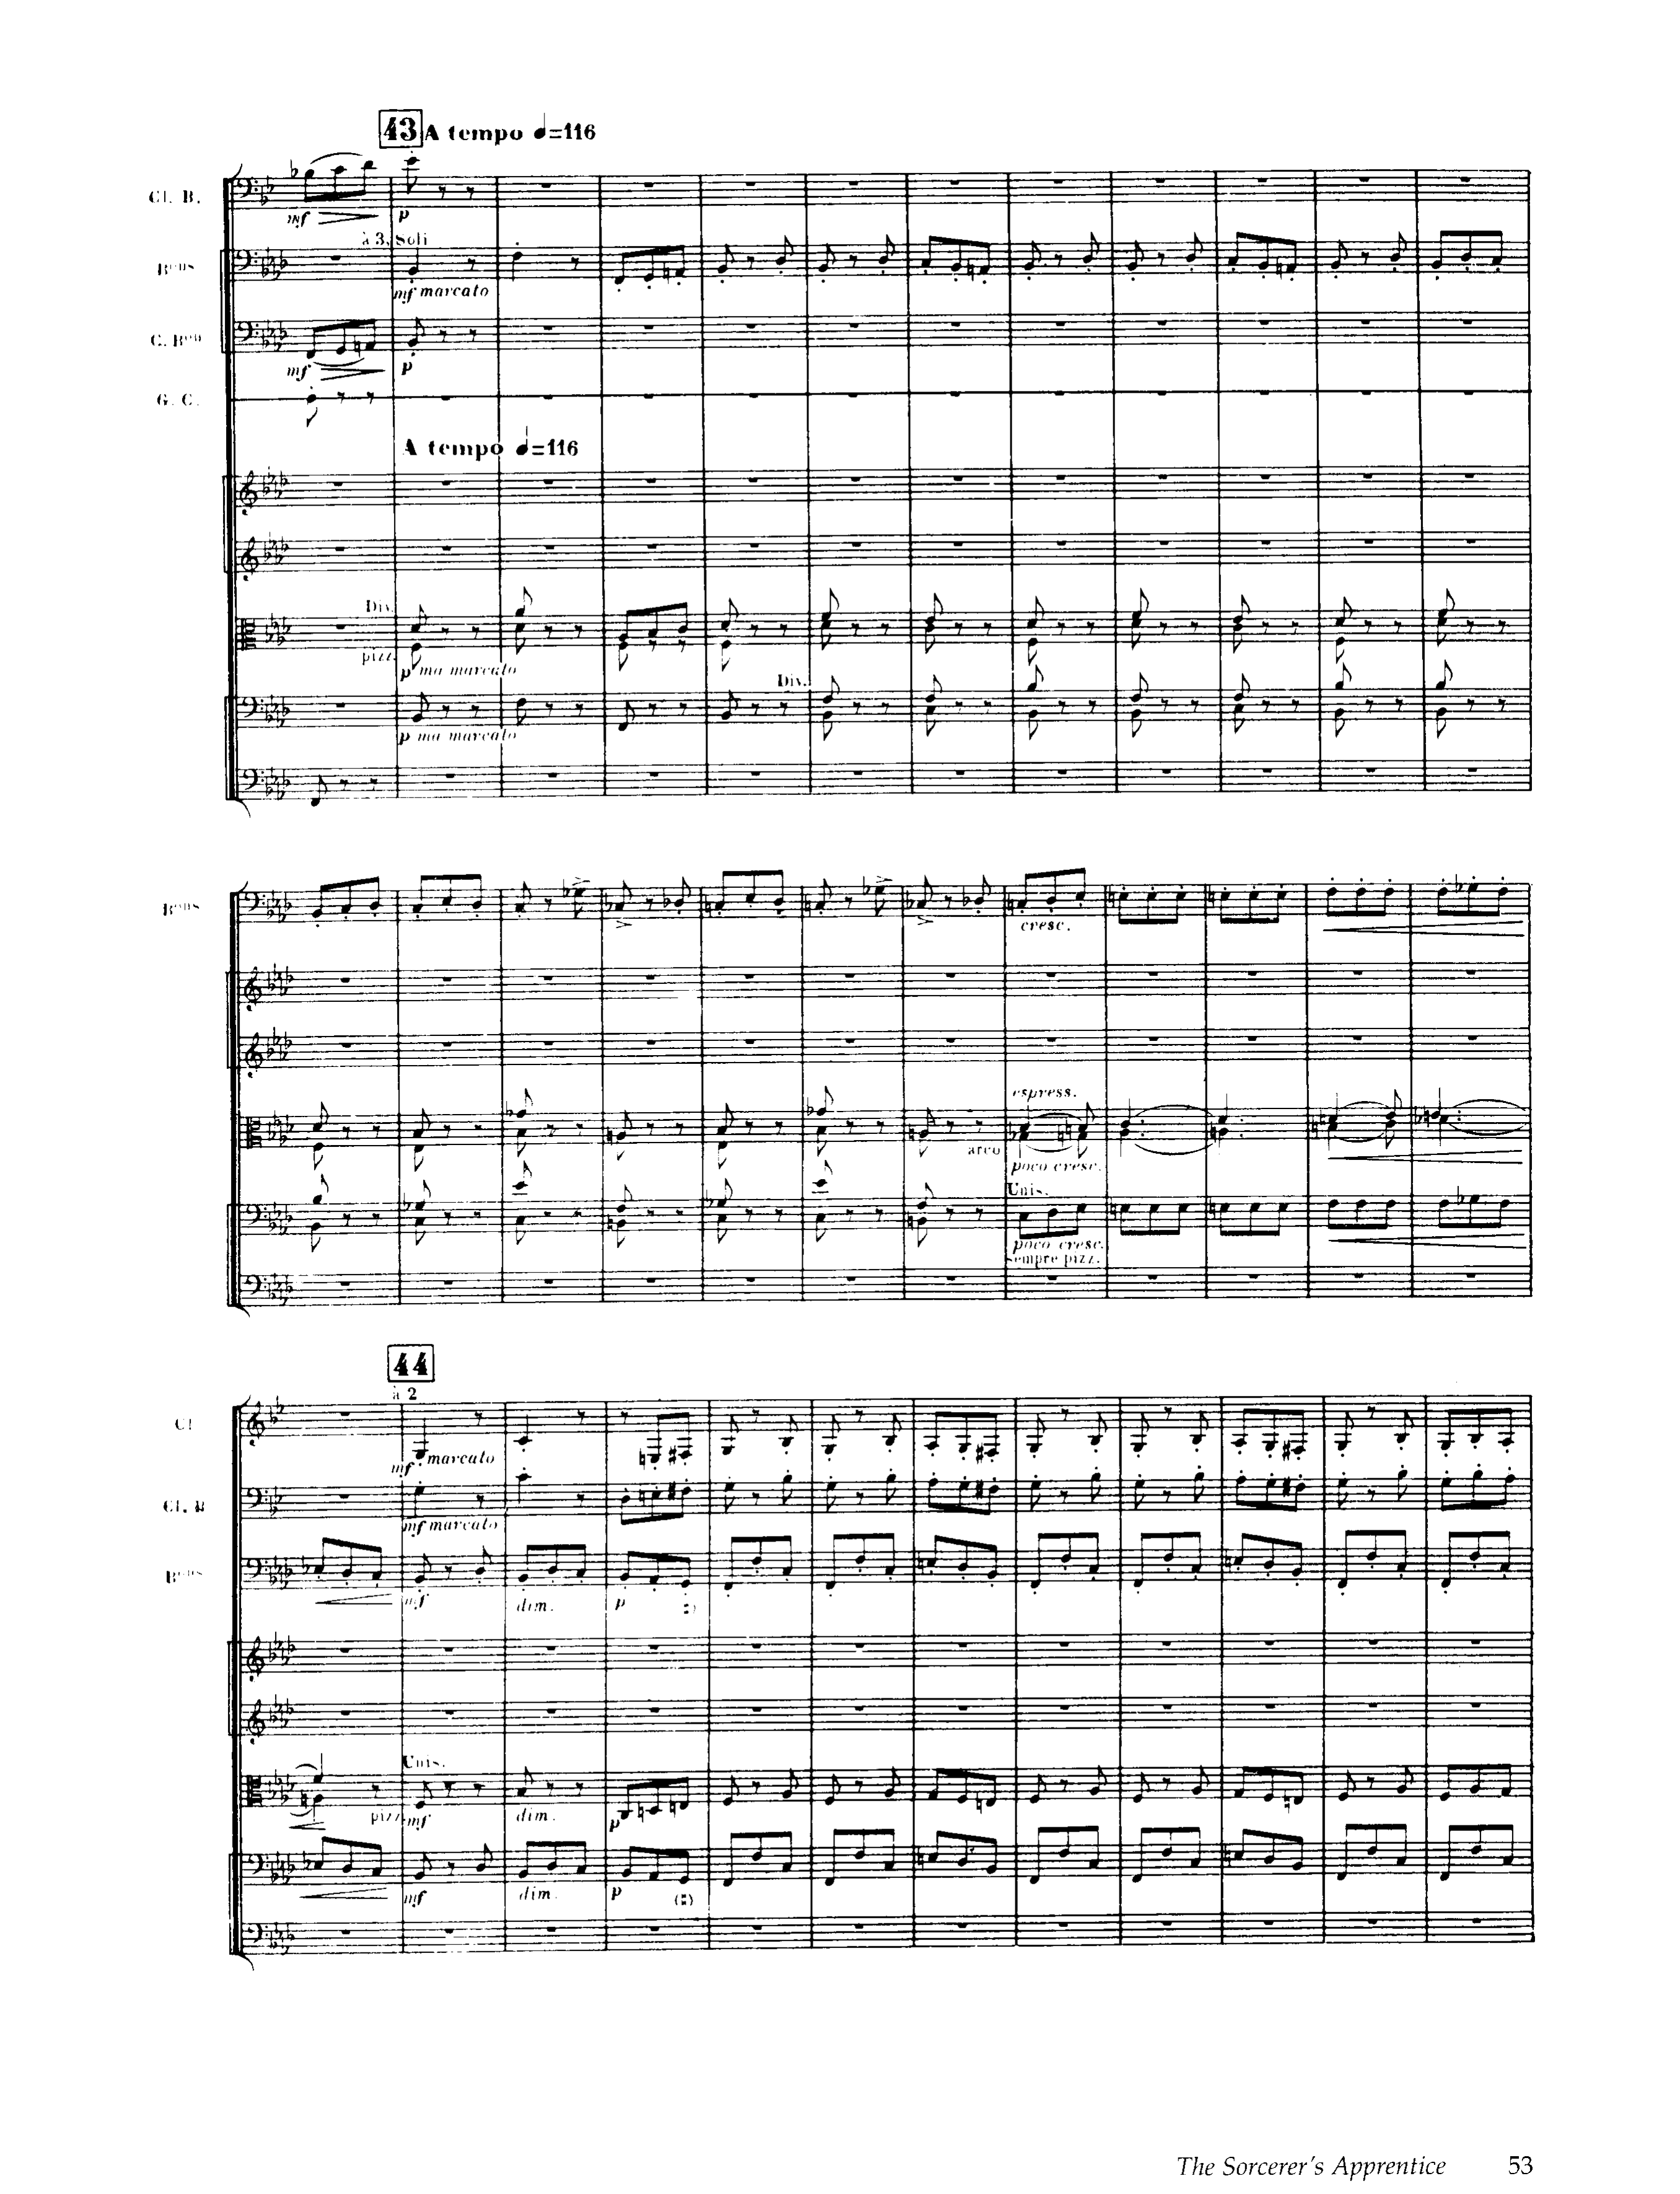 43 A tempo ♩=116
Cl. B.
mf p
à 3. Soli
Bons
mf marcato
C. Bon
mf p
G. C.
A tempo ♩=116
Div.
pizz.
p ma marcato
Div.
p ma marcato
Bons
cresc.
espress.
arco
poco cresc.
Unis.
poco cresc.
sempre pizz.
44
à 2
Cl
mf marcato
Cl. B
mf marcato
Bons
mf dim. p
Unis.
pizz. mf dim. p
mf dim. p
The Sorcerer's Apprentice 53